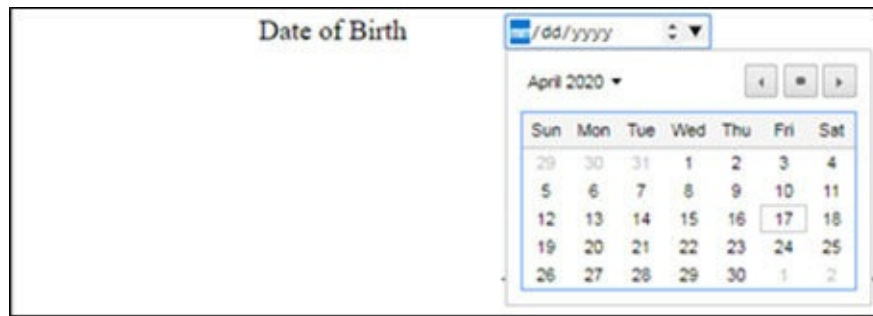 Date of Birth mm/dd/yyyy
April 2020
Sun Mon Tue Wed Thu Fri Sat
29 30 31 1 2 3 4
5 6 7 8 9 10 11
12 13 14 15 16 17 18
19 20 21 22 23 24 25
26 27 28 29 30 1 2